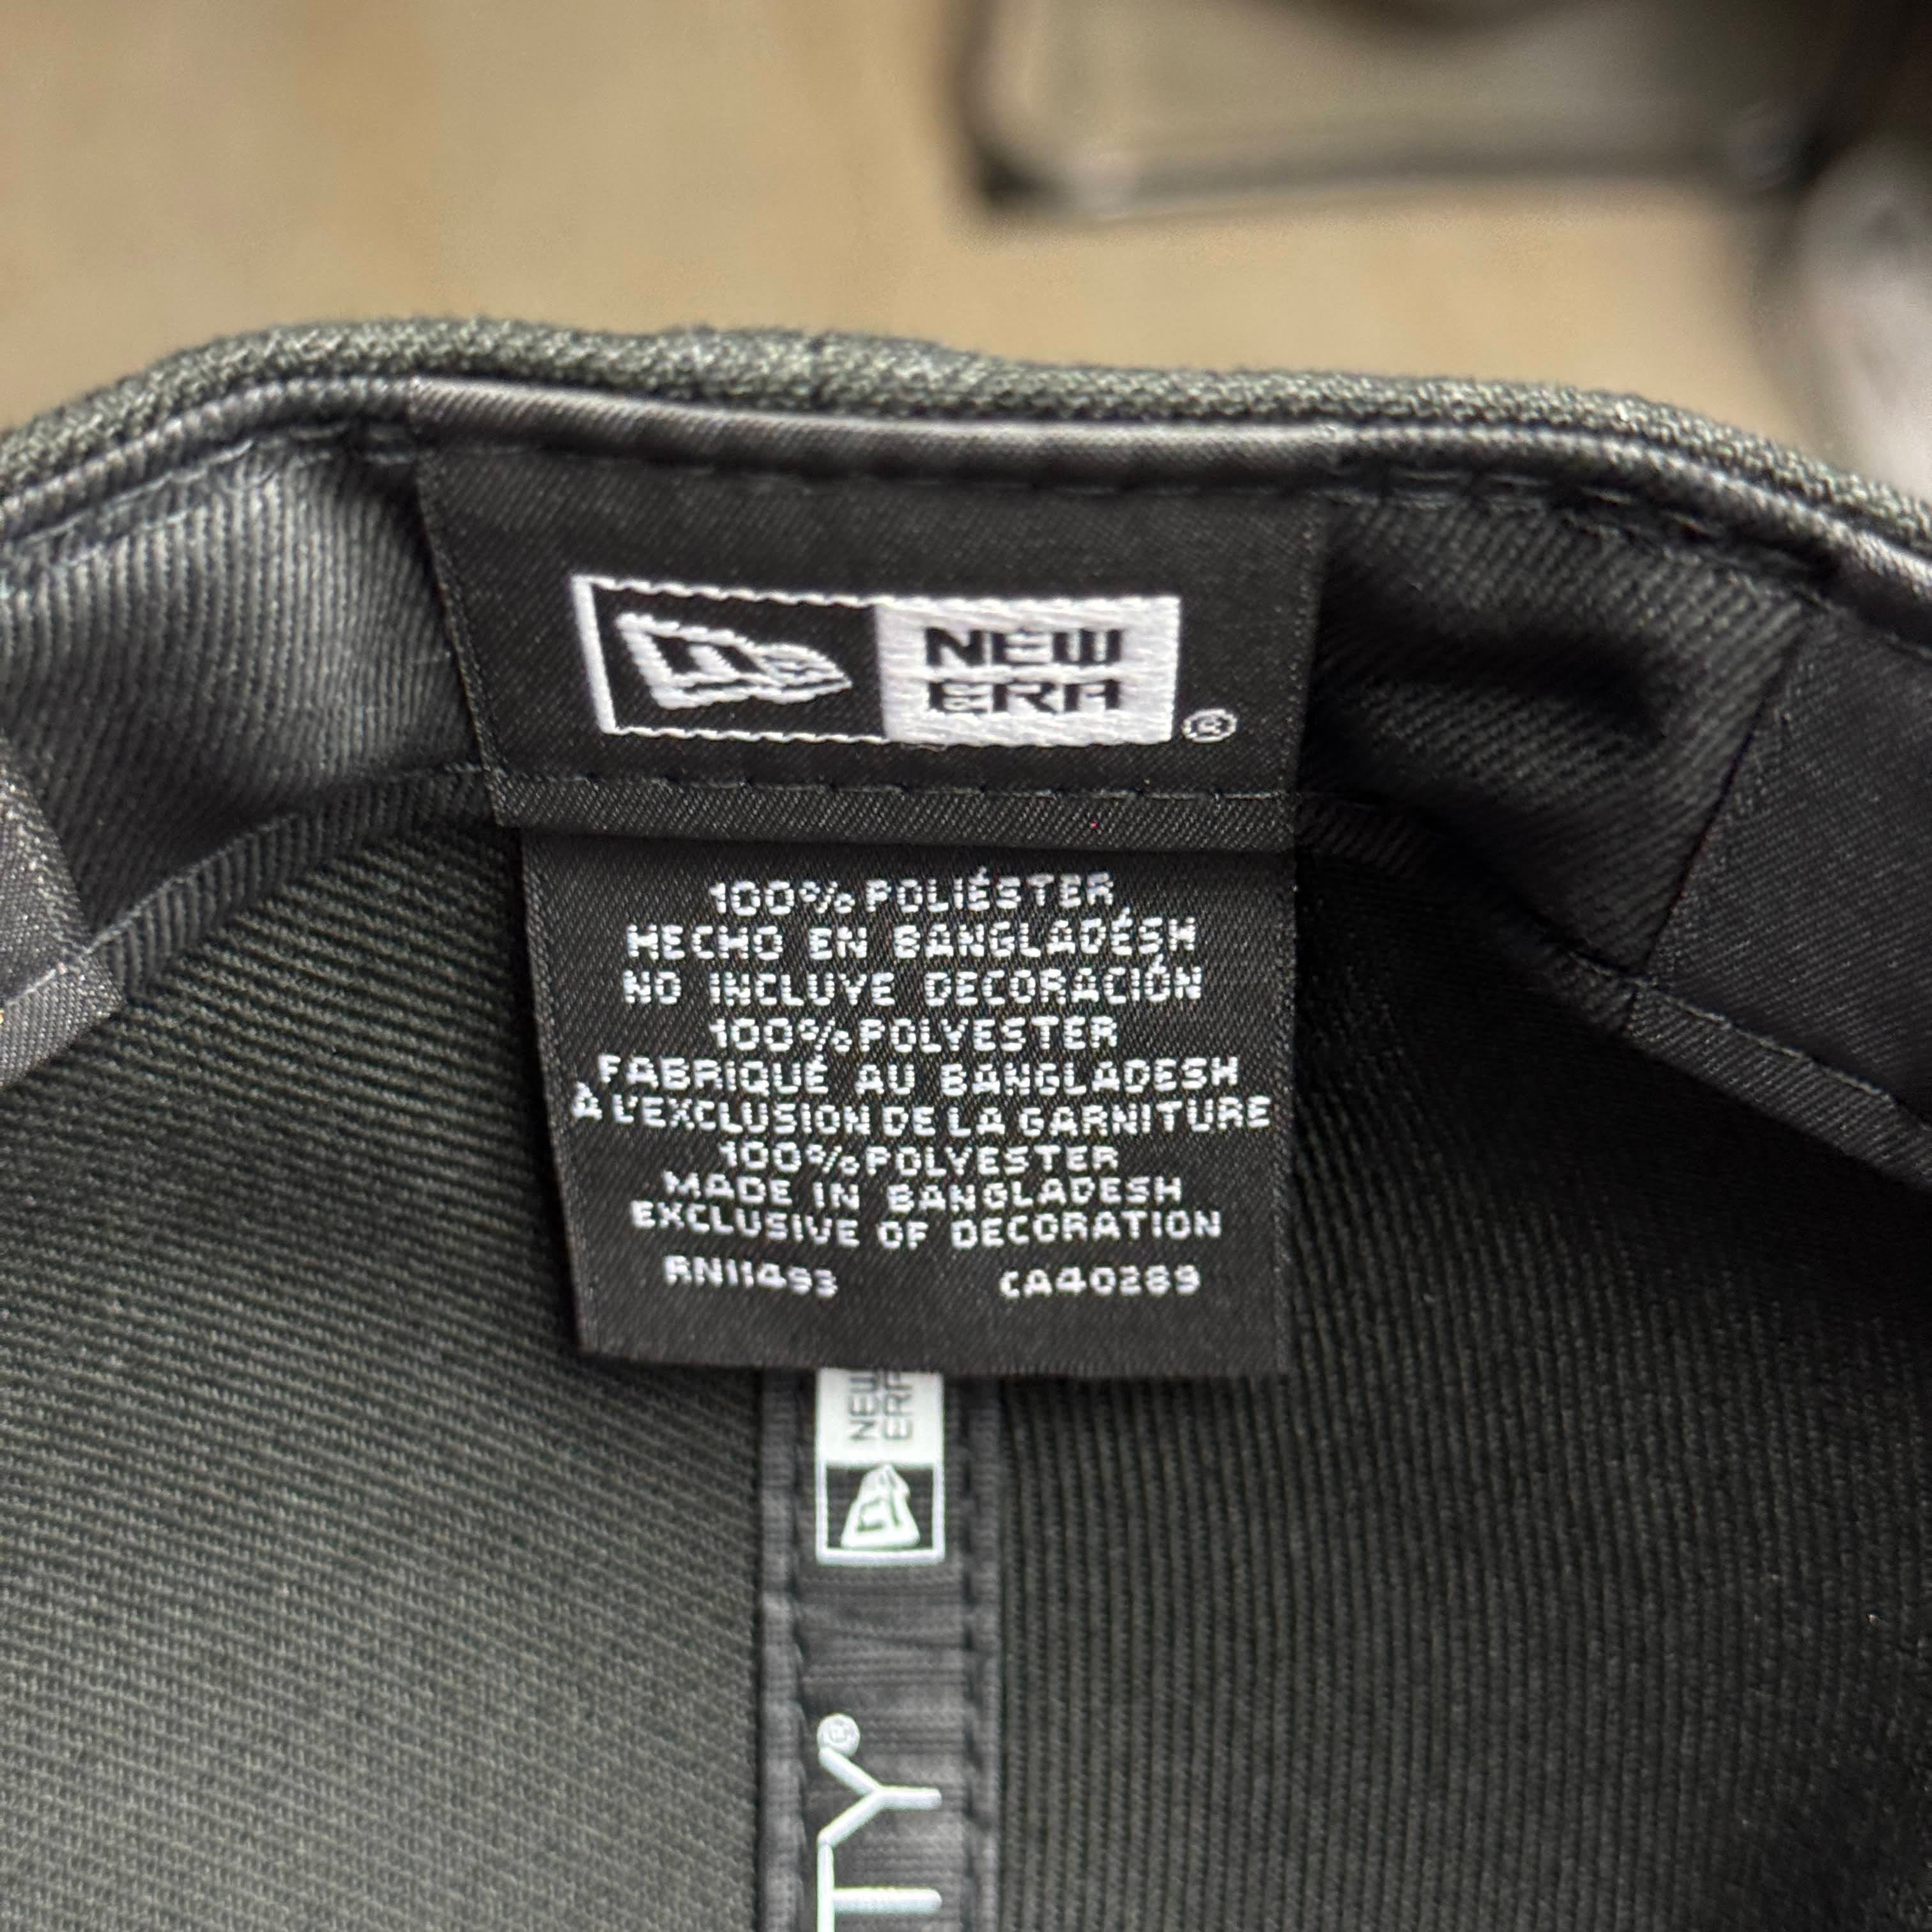 NEW
ERA
®
100% POLIÉSTER
HECHO EN BANGLADÉSH
NO INCLUYE DECORACIÓN
100% POLYESTER
FABRIQUÉ AU BANGLADESH
À L'EXCLUSION DE LA GARNITURE
100% POLYESTER
MADE IN BANGLADESH
EXCLUSIVE OF DECORATION
RN11493 CA40289
NEW
ERA
TY®